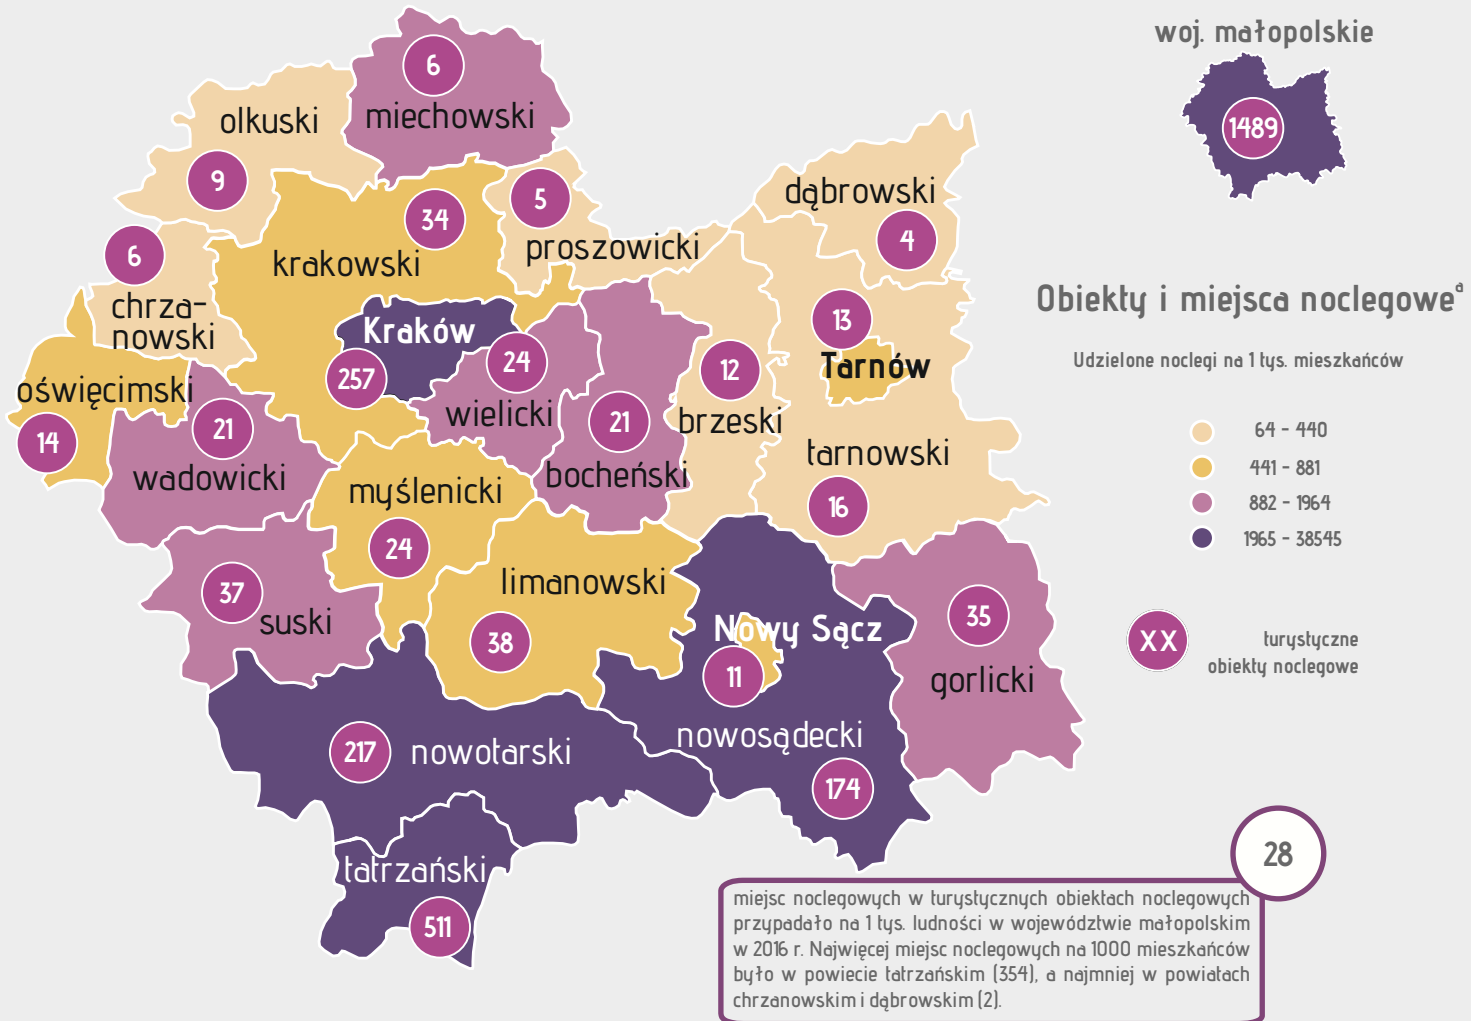 woj. małopolskie
1489
6
miechowski
olkuski
9
34
krakowski
5
proszowicki
dąbrowski
4
6
chrza-
nowski
Kraków
257
24
wielicki
21
bocheński
12
brzeski
13
Tarnów
tarnowski
16
oświęcimski
14
21
wadowicki
myślenicki
24
37
suski
limanowski
38
Nowy Sącz
11
nowosądecki
174
35
gorlicki
217
nowotarski
tatrzański
511
Obiekty i miejsca noclegoweª
Udzielone noclegi na 1 tys. mieszkańców
64 - 440
441 - 881
882 - 1964
1965 - 38545
XX
turystyczne
obiekty noclegowe
28
miejsc noclegowych w turystycznych obiektach noclegowych
przypadało na 1 tys. ludności w województwie małopolskim
w 2016 r. Najwięcej miejsc noclegowych na 1000 mieszkańców
było w powiecie tatrzańskim (354), a najmniej w powiatach
chrzanowskim i dąbrowskim (2).